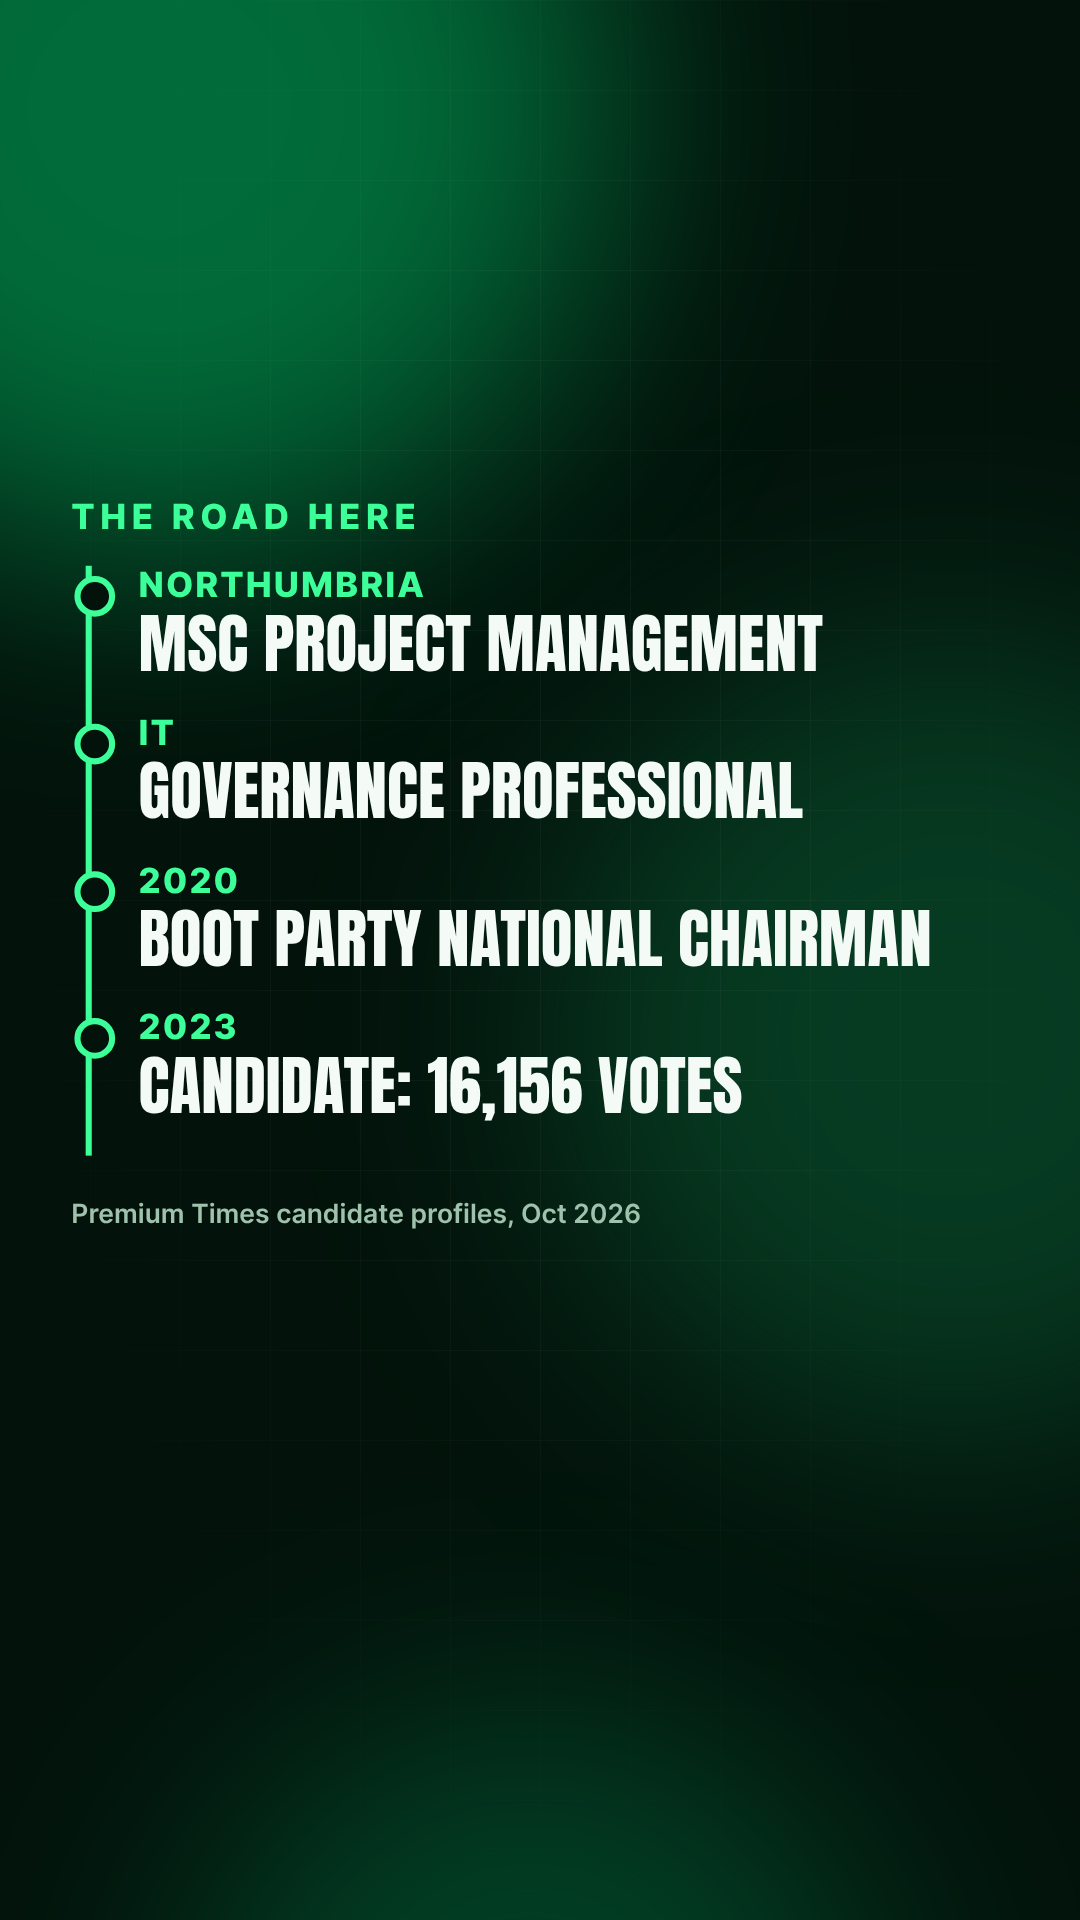 THE ROAD HERE
NORTHUMBRIA
MSC PROJECT MANAGEMENT
IT
GOVERNANCE PROFESSIONAL
2020
BOOT PARTY NATIONAL CHAIRMAN
2023
CANDIDATE: 16,156 VOTES
Premium Times candidate profiles, Oct 2026